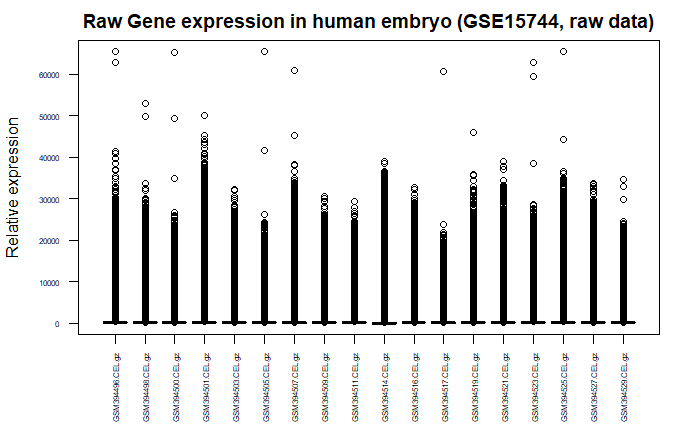 Raw Gene expression in human embryo (GSE15744, raw data)
Relative expression
60000
50000
40000
30000
20000
10000
0
GSM394496.CEL.gz
GSM394498.CEL.gz
GSM394500.CEL.gz
GSM394501.CEL.gz
GSM394503.CEL.gz
GSM394505.CEL.gz
GSM394507.CEL.gz
GSM394509.CEL.gz
GSM394511.CEL.gz
GSM394514.CEL.gz
GSM394516.CEL.gz
GSM394517.CEL.gz
GSM394519.CEL.gz
GSM394521.CEL.gz
GSM394523.CEL.gz
GSM394525.CEL.gz
GSM394527.CEL.gz
GSM394529.CEL.gz